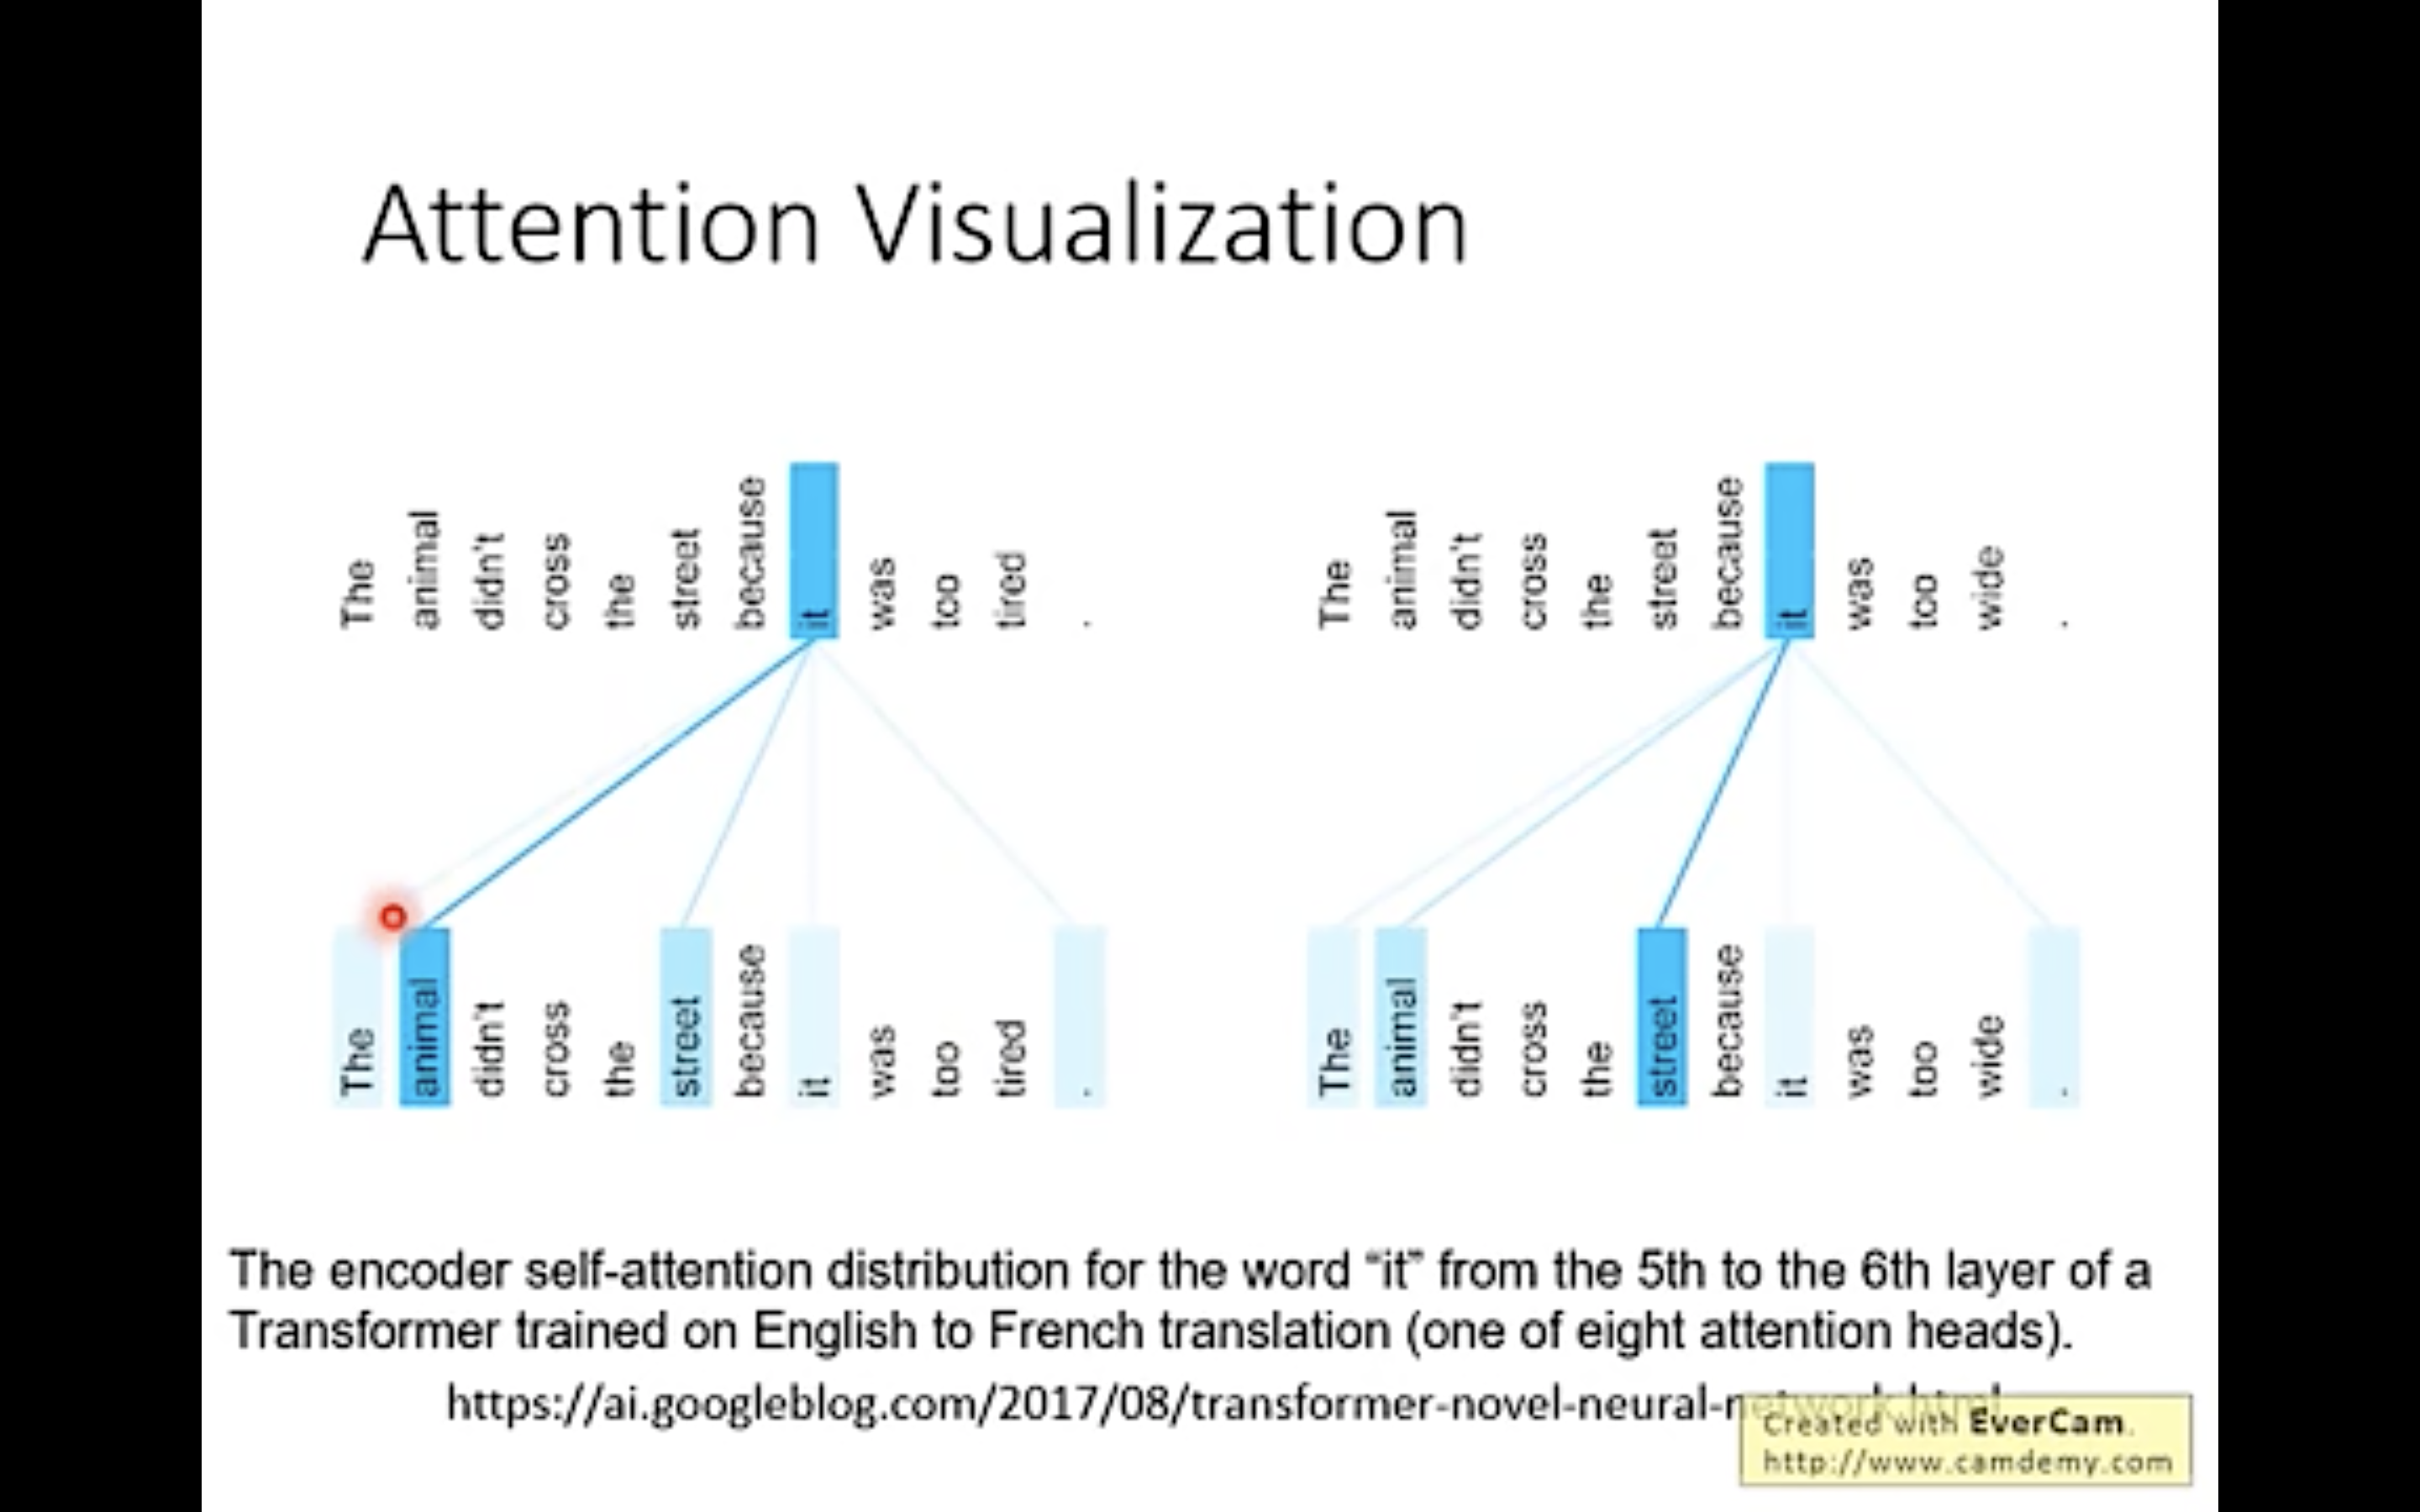 Attention Visualization
The animal didn't cross the street because it was too tired .
The animal didn't cross the street because it was too wide .
The animal didn't cross the street because it was too tired .
The animal didn't cross the street because it was too wide .
The encoder self-attention distribution for the word “it” from the 5th to the 6th layer of a
Transformer trained on English to French translation (one of eight attention heads).
https://ai.googleblog.com/2017/08/transformer-novel-neural-network.html
Created with EverCam.
http://www.camdemy.com